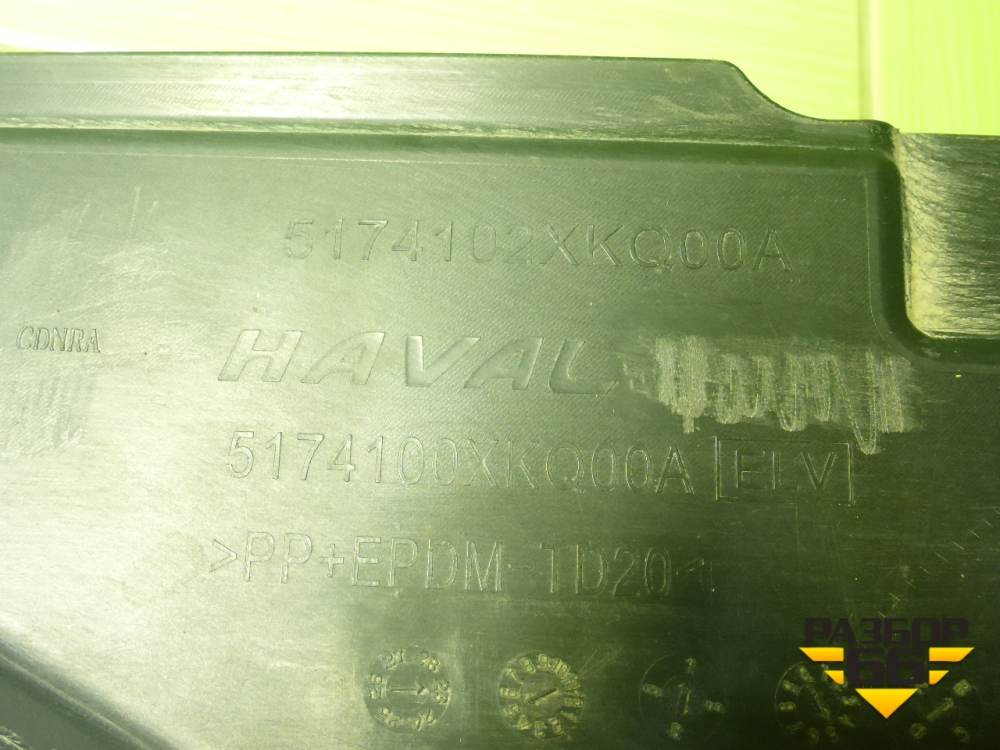 5174102XKQ00A
CDNRA
HAVAL
5174100XKQ00A [ELV]
>PP+EPDM-TD20<
РАЗБОР
66